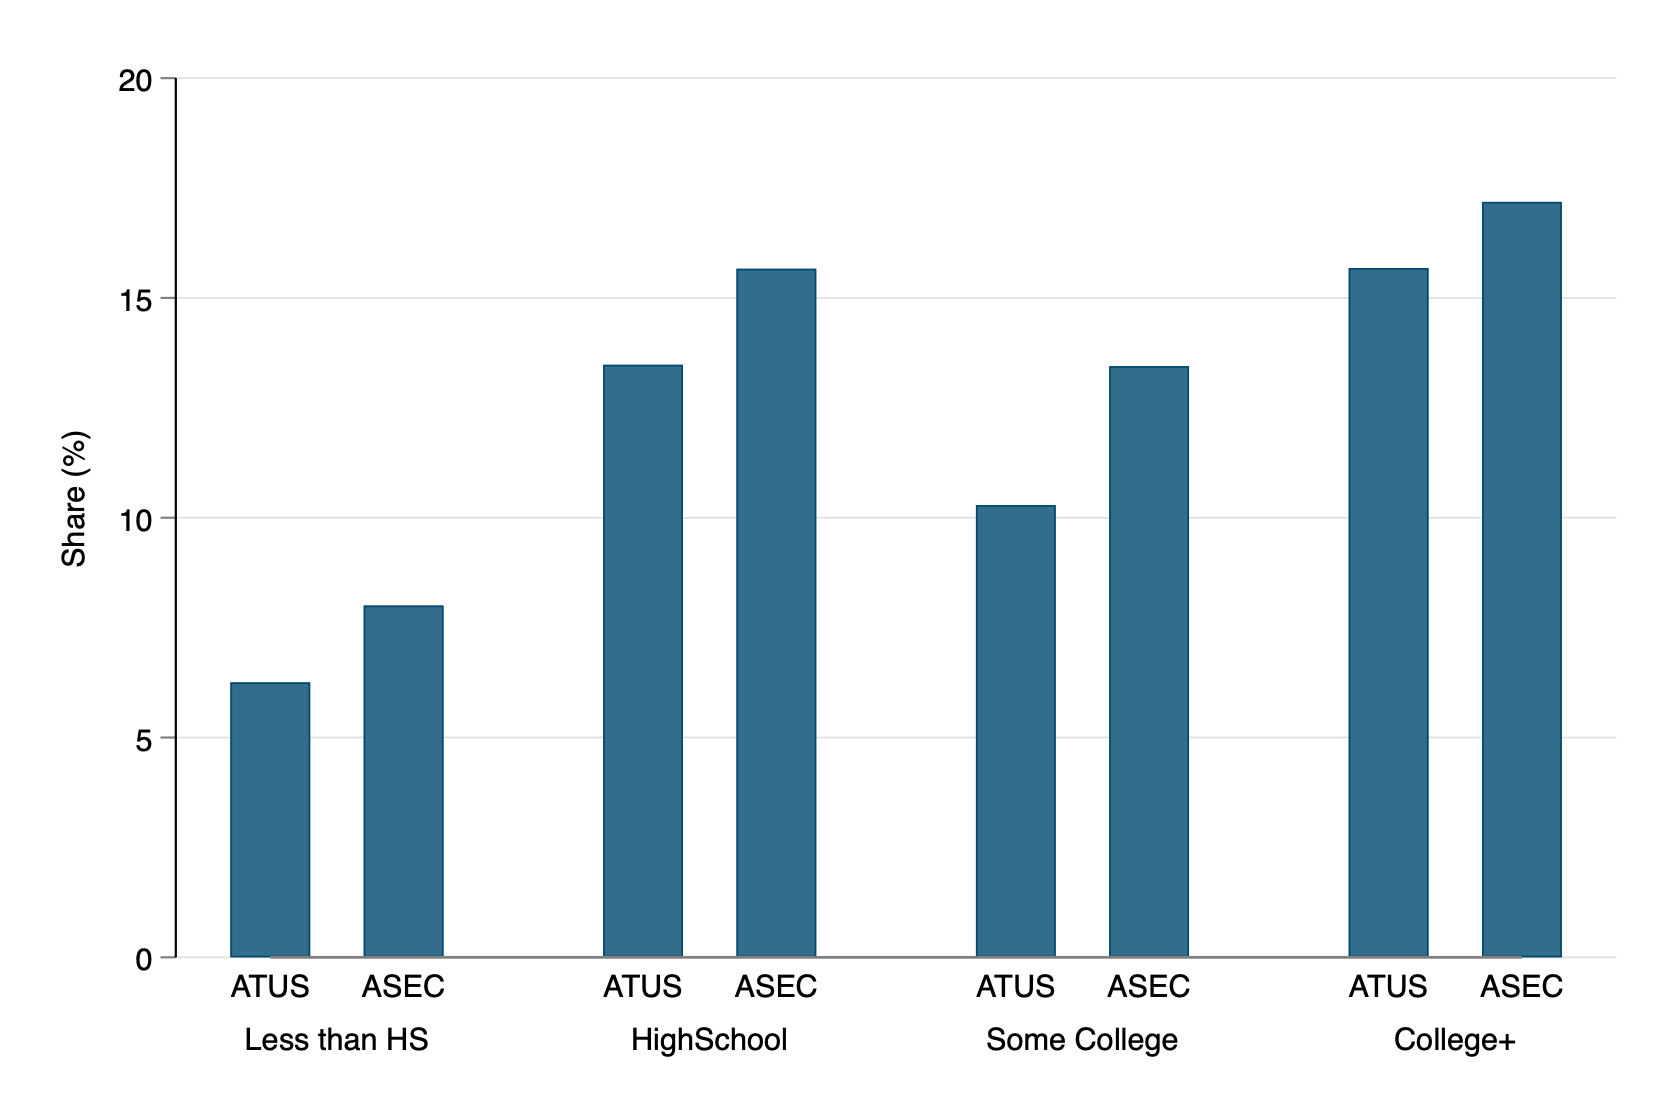 20
15
10
5
0
Share (%)
ATUS ASEC ATUS ASEC ATUS ASEC ATUS ASEC
Less than HS HighSchool Some College College+